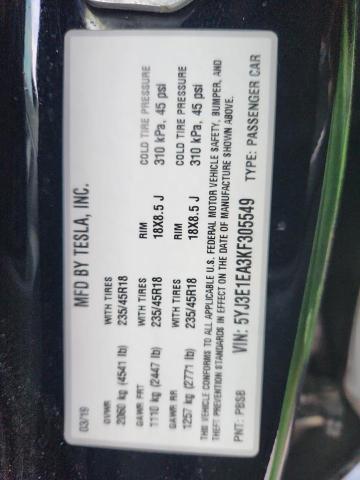 MFD BY TESLA, INC.
03/19
GVWR
2060 kg (4541 lb)
GAWR FRT WITH TIRES RIM COLD TIRE PRESSURE
1110 kg (2447 lb) 235/45R18 18X8.5 J 310 kPa, 45 psi
GAWR RR WITH TIRES RIM COLD TIRE PRESSURE
1257 kg (2771 lb) 235/45R18 18X8.5 J 310 kPa, 45 psi
THIS VEHICLE CONFORMS TO ALL APPLICABLE U.S. FEDERAL MOTOR VEHICLE SAFETY, BUMPER, AND
THEFT PREVENTION STANDARDS IN EFFECT ON THE DATE OF MANUFACTURE SHOWN ABOVE.
VIN: 5YJ3E1EA3KF305549
PNT: PBSB TYPE: PASSENGER CAR